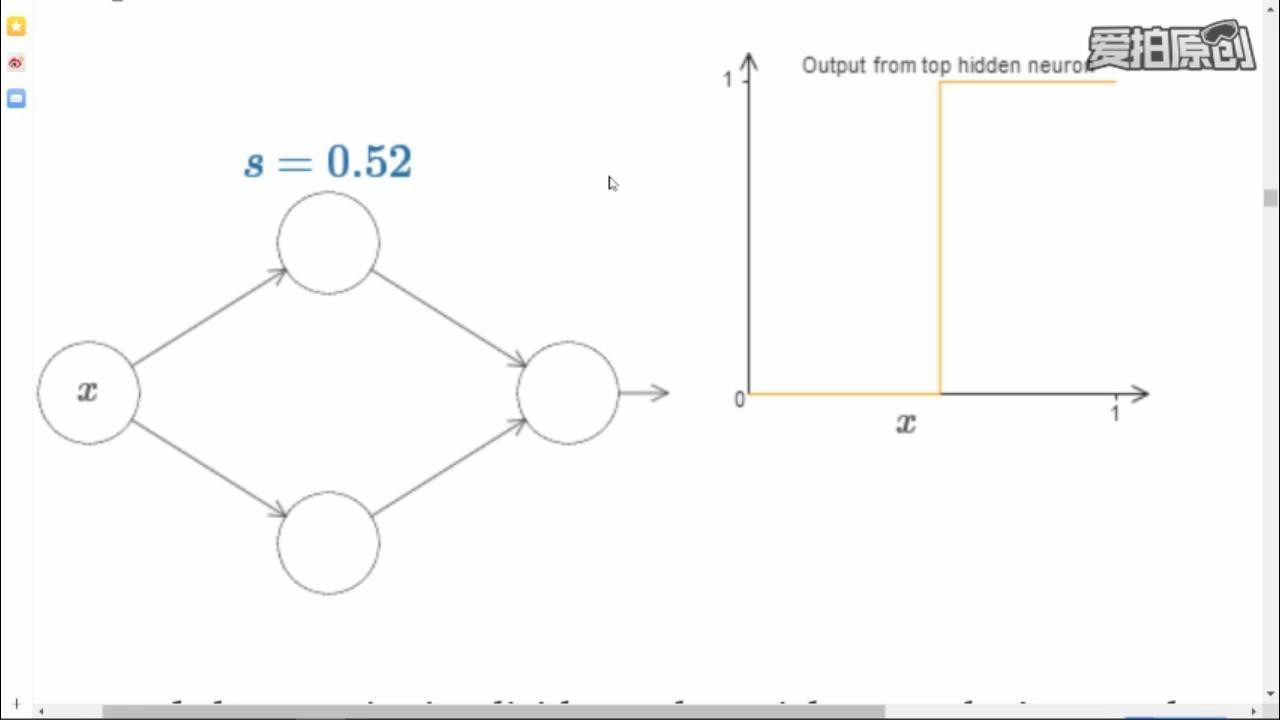 爱拍原创
Output from top hidden neuron
1
s = 0.52
x
0
x
1